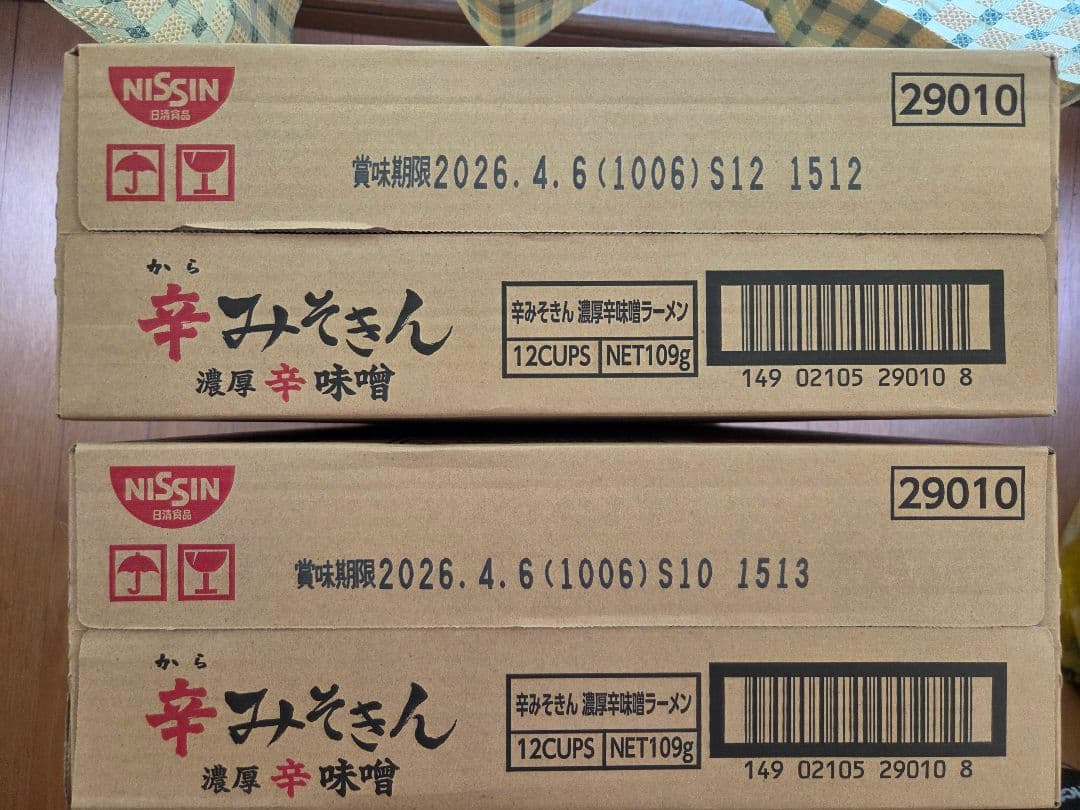 NISSIN
日清食品
29010
賞味期限2026.4.6(1006)S12 1512
から
辛みそきん
濃厚辛味噌
辛みそきん 濃厚辛味噌ラーメン
12CUPS NET109g
149 02105 29010 8
NISSIN
日清食品
29010
賞味期限2026.4.6(1006)S10 1513
から
辛みそきん
濃厚辛味噌
辛みそきん 濃厚辛味噌ラーメン
12CUPS NET109g
149 02105 29010 8